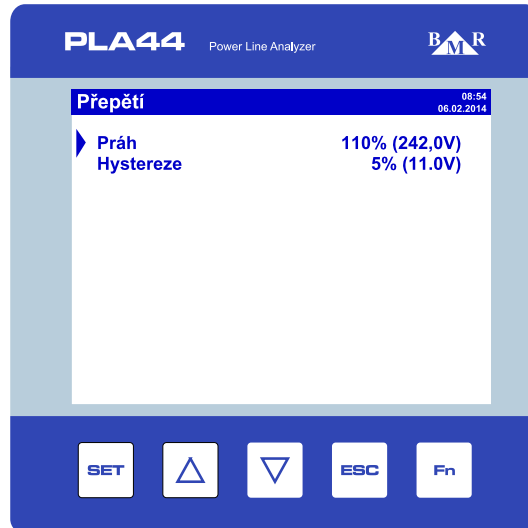 PLA44 Power Line Analyzer BMR
Přepětí 08:54
06.02.2014
Práh 110% (242,0V)
Hystereze 5% (11.0V)
SET ESC Fn